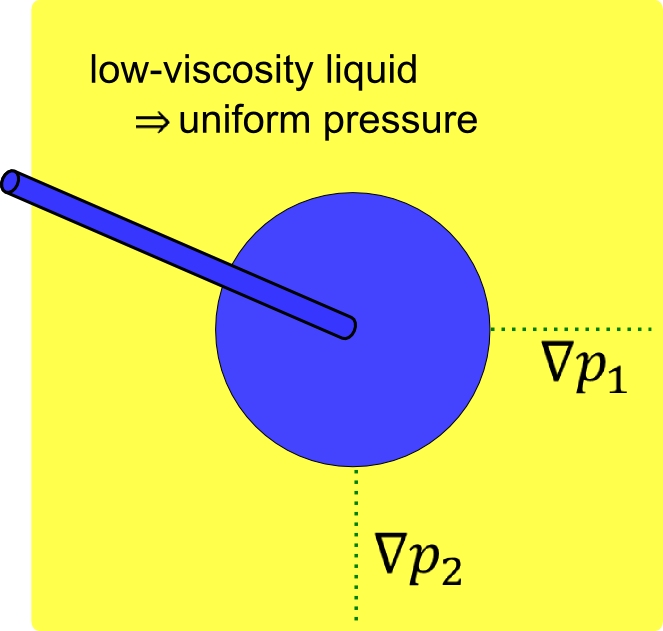 low-viscosity liquid
⇒ uniform pressure
∇p₁
∇p₂